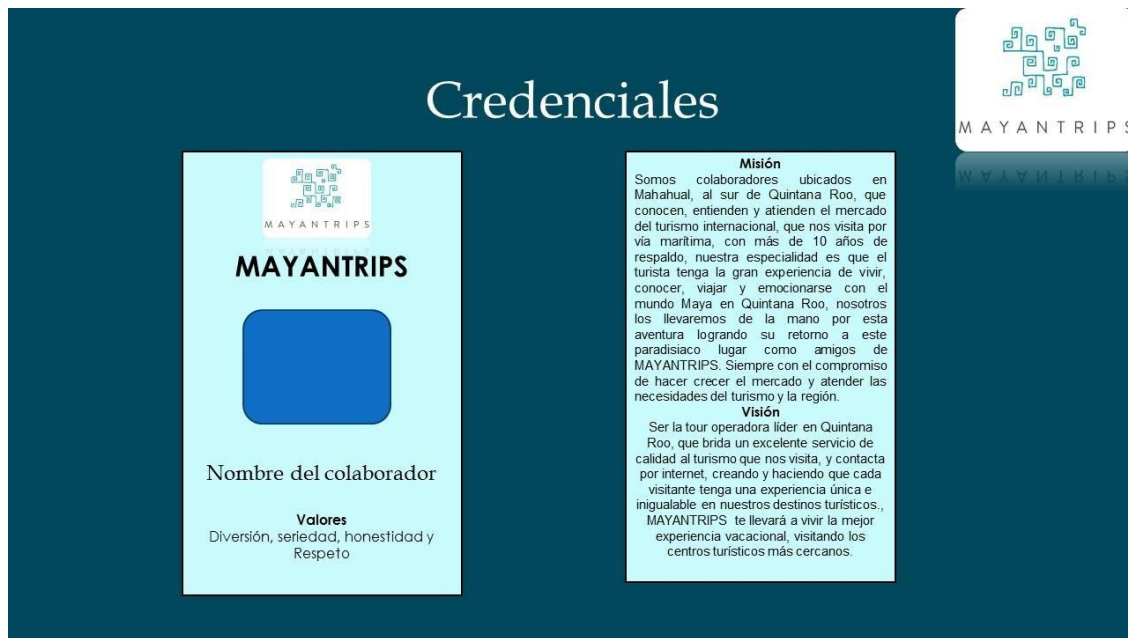 Credenciales
MAYANTRIPS
MAYANTRIPS
MAYANTRIPS
Nombre del colaborador
Valores
Diversión, seriedad, honestidad y
Respeto
Misión
Somos colaboradores ubicados en
Mahahual, al sur de Quintana Roo, que
conocen, entienden y atienden el mercado
del turismo internacional, que nos visita por
vía marítima, con más de 10 años de
respaldo, nuestra especialidad es que el
turista tenga la gran experiencia de vivir,
conocer, viajar y emocionarse con el
mundo Maya en Quintana Roo, nosotros
los llevaremos de la mano por esta
aventura logrando su retorno a este
paradisiaco lugar como amigos de
MAYANTRIPS. Siempre con el compromiso
de hacer crecer el mercado y atender las
necesidades del turismo y la región.
Visión
Ser la tour operadora líder en Quintana
Roo, que brida un excelente servicio de
calidad al turismo que nos visita, y contacta
por internet, creando y haciendo que cada
visitante tenga una experiencia única e
inigualable en nuestros destinos turísticos.,
MAYANTRIPS te llevará a vivir la mejor
experiencia vacacional, visitando los
centros turísticos más cercanos.